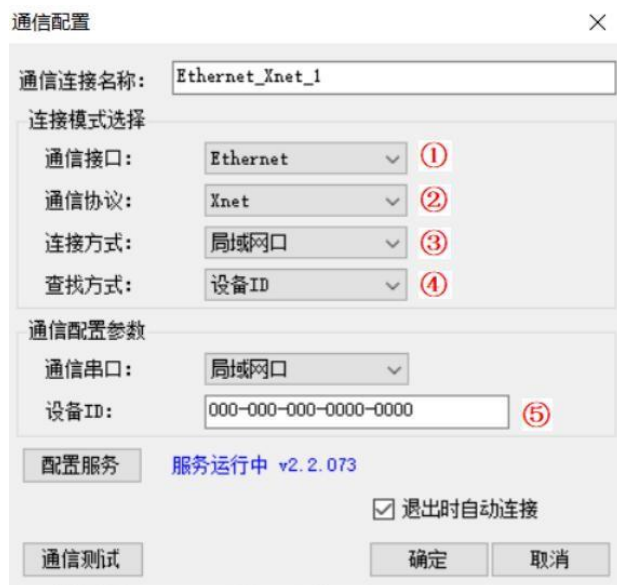 通信配置
通信连接名称: Ethernet_Xnet_1
连接模式选择
通信接口: Ethernet ①
通信协议: Xnet ②
连接方式: 局域网口 ③
查找方式: 设备ID ④
通信配置参数
通信串口: 局域网口
设备ID: 000-000-000-0000-0000 ⑤
配置服务 服务运行中 v2.2.073
退出时自动连接
通信测试 确定 取消